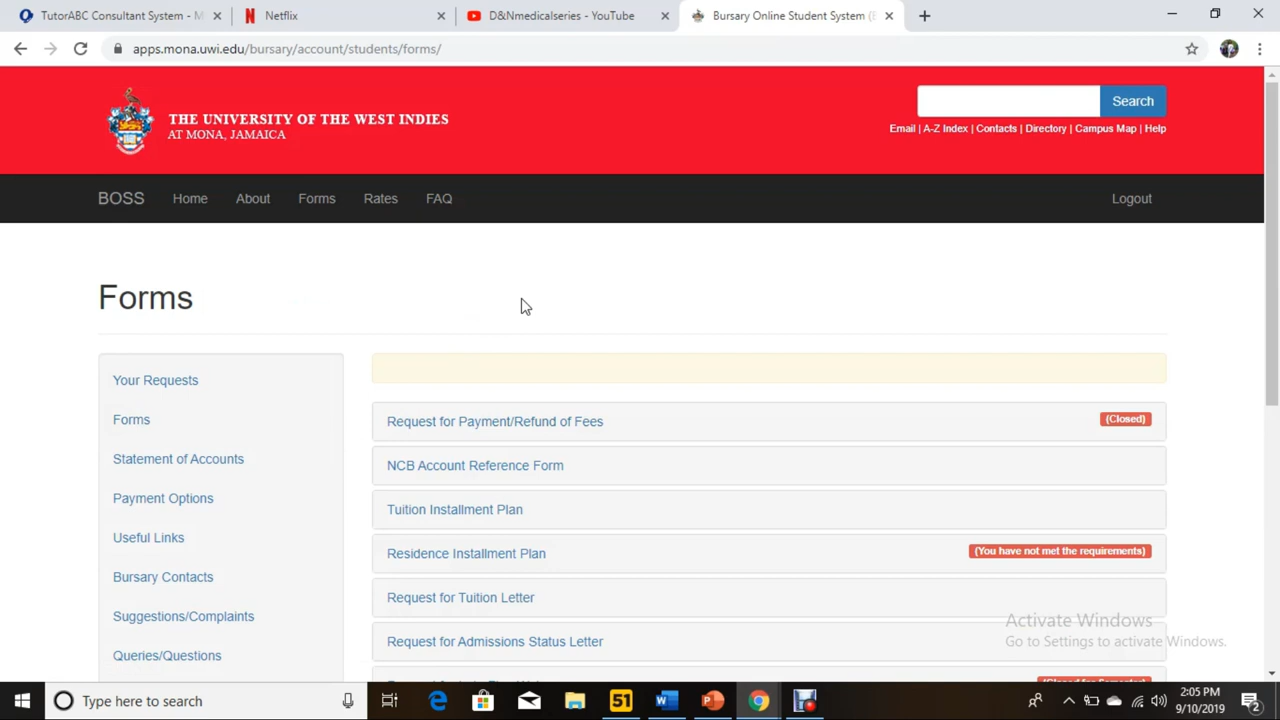 TutorABC Consultant System - M
Netflix
D&Nmedicalseries - YouTube
Bursary Online Student System (B
apps.mona.uwi.edu/bursary/account/students/forms/
THE UNIVERSITY OF THE WEST INDIES
AT MONA, JAMAICA
Search
Email | A-Z Index | Contacts | Directory | Campus Map | Help
BOSS Home About Forms Rates FAQ Logout
Forms
Your Requests
Forms
Statement of Accounts
Payment Options
Useful Links
Bursary Contacts
Suggestions/Complaints
Queries/Questions
Request for Payment/Refund of Fees (Closed)
NCB Account Reference Form
Tuition Installment Plan
Residence Installment Plan (You have not met the requirements)
Request for Tuition Letter
Request for Admissions Status Letter
Activate Windows
Go to Settings to activate Windows.
Type here to search
51
2:05 PM
9/10/2019
2